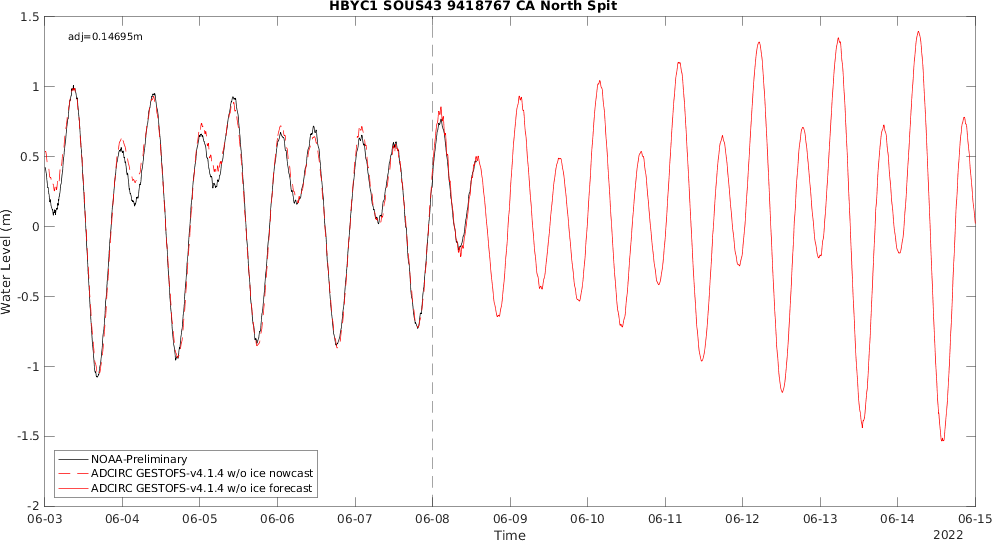 HBYC1 SOUS43 9418767 CA North Spit
adj=0.14695m
1.5
1
0.5
0
-0.5
-1
-1.5
-2
Water Level (m)
NOAA-Preliminary
ADCIRC GESTOFS-v4.1.4 w/o ice nowcast
ADCIRC GESTOFS-v4.1.4 w/o ice forecast
06-03 06-04 06-05 06-06 06-07 06-08 06-09 06-10 06-11 06-12 06-13 06-14 06-15
Time
2022